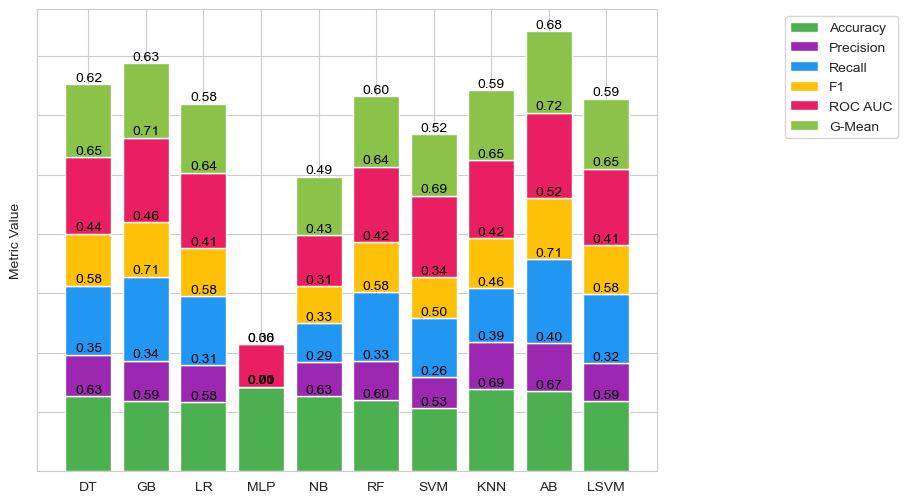 Accuracy
Precision
Recall
F1
ROC AUC
G-Mean
Metric Value
0.62 0.63 0.58 0.49 0.60 0.52 0.59 0.68 0.59
0.65 0.71 0.64 0.43 0.64 0.69 0.65 0.72 0.65
0.44 0.46 0.41 0.31 0.42 0.34 0.42 0.52 0.41
0.58 0.71 0.58 0.33 0.58 0.50 0.46 0.71 0.58
0.35 0.34 0.31 0.29 0.33 0.26 0.39 0.40 0.32
0.63 0.59 0.58 0.63 0.60 0.53 0.69 0.67 0.59
DT GB LR MLP NB RF SVM KNN AB LSVM